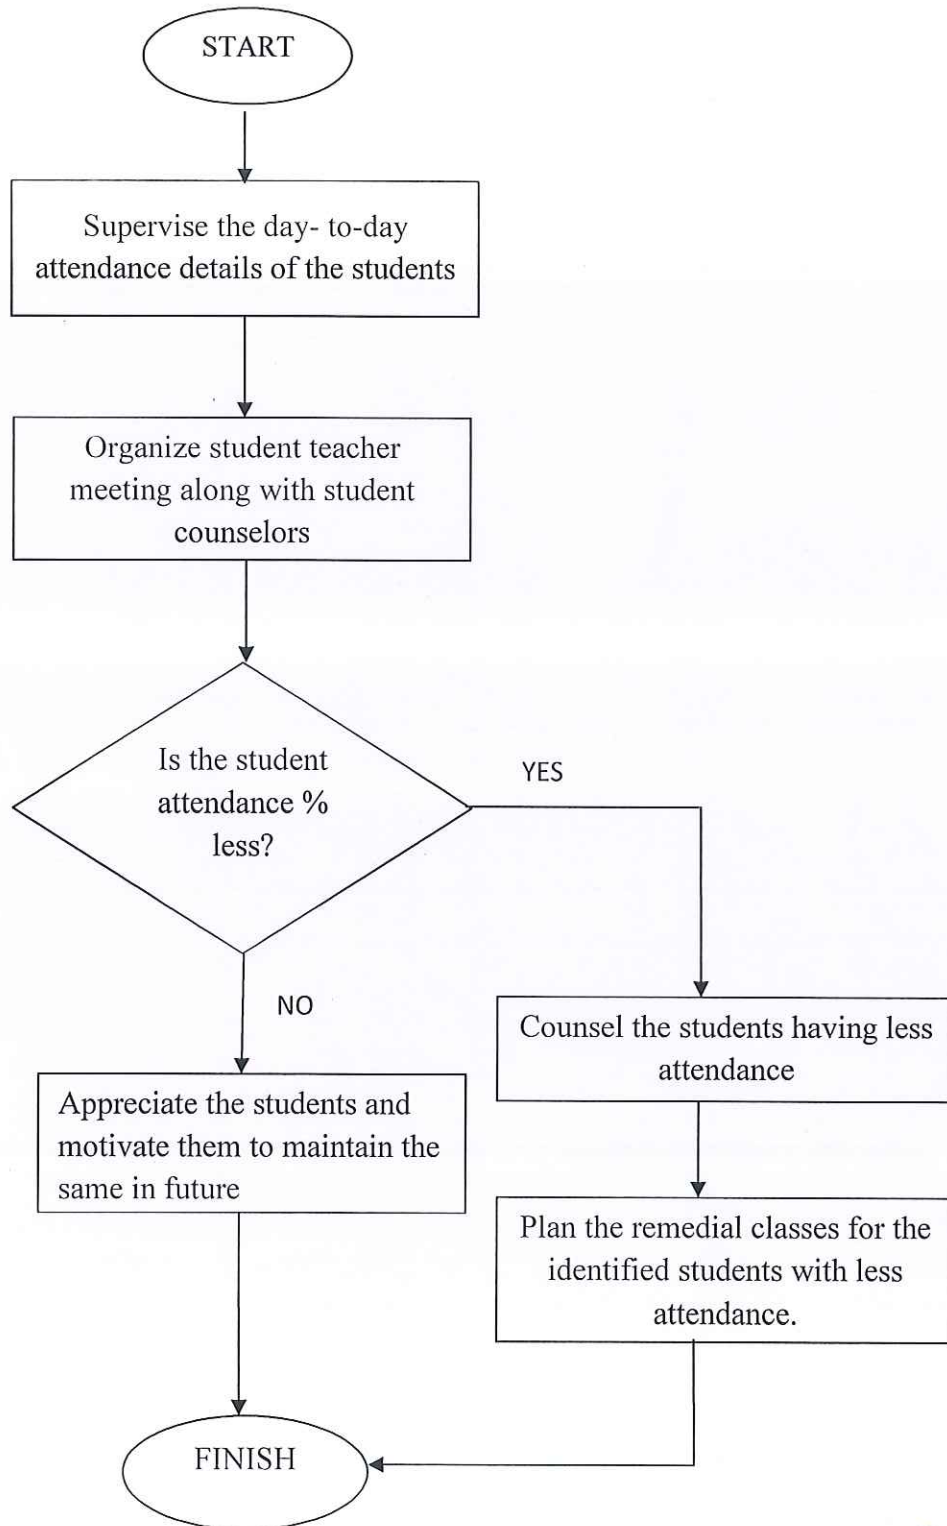 START
Supervise the day- to-day
attendance details of the students
Organize student teacher
meeting along with student
counselors
Is the student
attendance %
less?
YES
NO
Counsel the students having less
attendance
Appreciate the students and
motivate them to maintain the
same in future
Plan the remedial classes for the
identified students with less
attendance.
FINISH